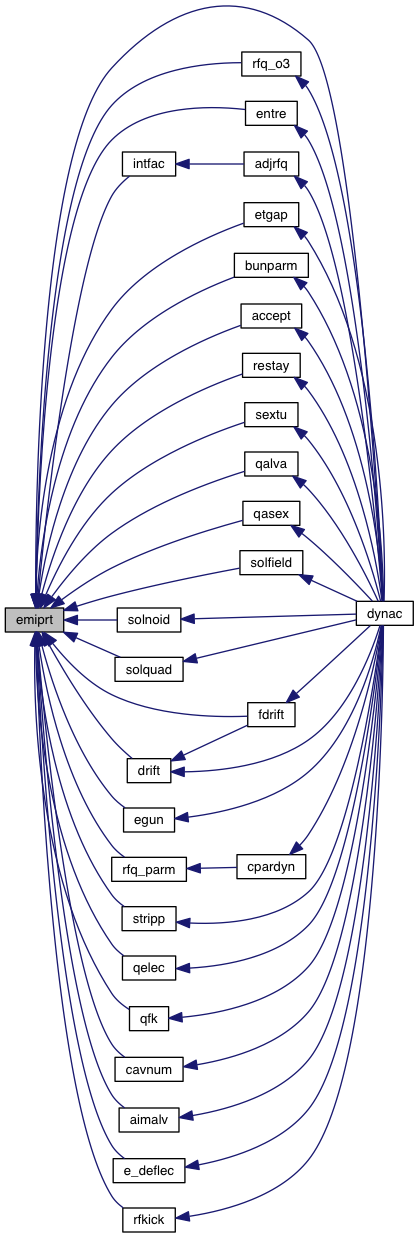 rfq_o3
entre
intfac
adjrfq
etgap
bunparm
accept
restay
sextu
qalva
qasex
solfield
dynac
emiprt
solnoid
solquad
fdrift
drift
egun
cpardyn
rfq_parm
stripp
qelec
qfk
cavnum
aimalv
e_deflec
rfkick